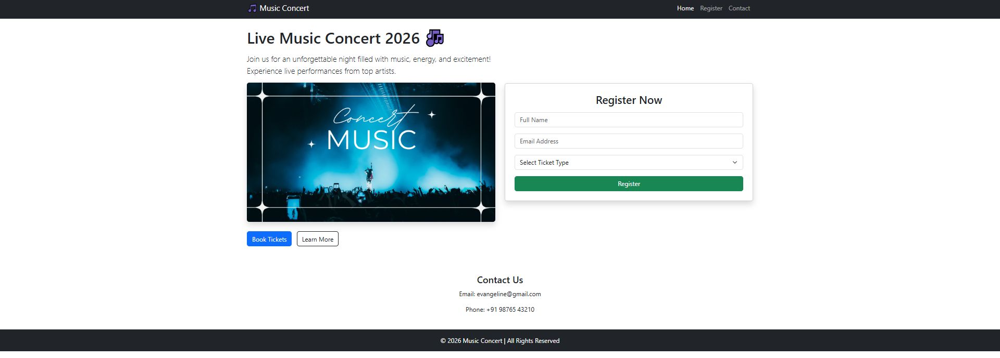 🎵 Music Concert
Home Register Contact
Live Music Concert 2026 🎶
Join us for an unforgettable night filled with music, energy, and excitement!
Experience live performances from top artists.
Concert
MUSIC
Register Now
Full Name
Email Address
Select Ticket Type
Register
Book Tickets
Learn More
Contact Us
Email: evangeline@gmail.com
Phone: +91 98765 43210
© 2026 Music Concert | All Rights Reserved